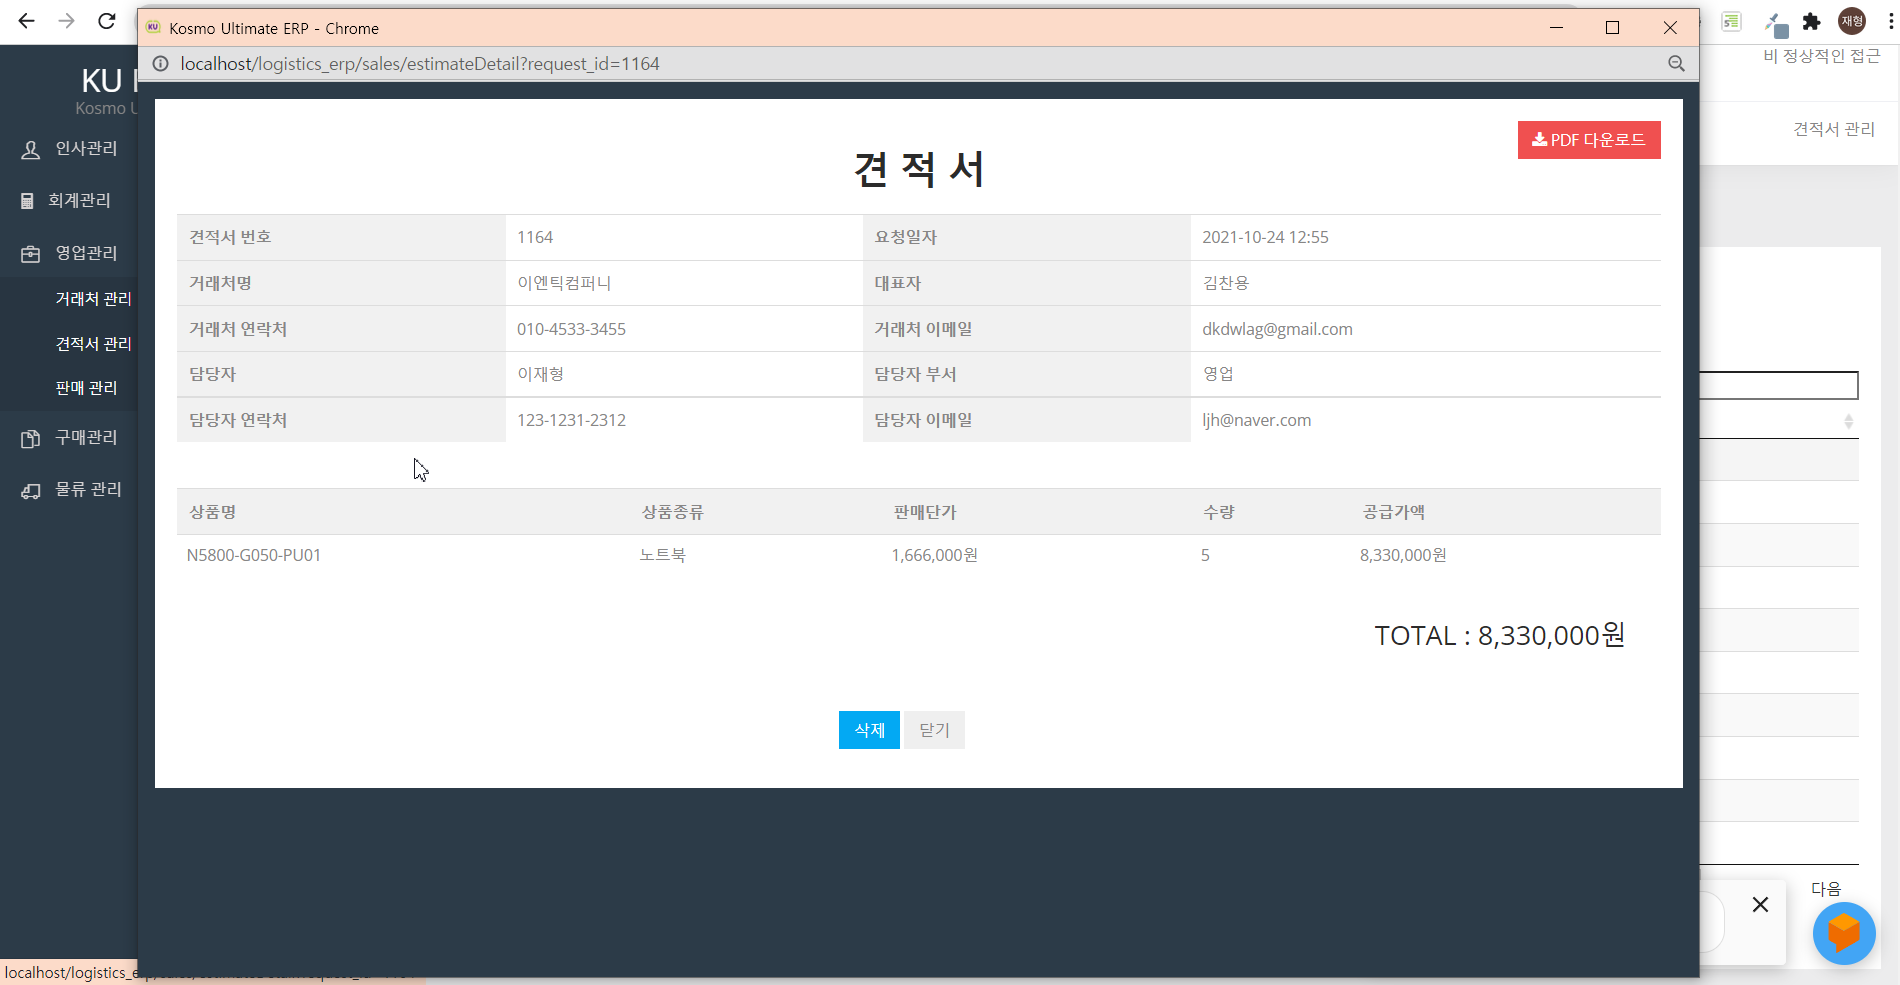 Kosmo Ultimate ERP - Chrome
재형
localhost/logistics_erp/sales/estimateDetail?request_id=1164
비 정상적인 접근
KU
Kosmo U
견적서 관리
인사관리
회계관리
영업관리
거래처 관리
견적서 관리
판매 관리
구매관리
물류 관리
PDF 다운로드
견 적 서
견적서 번호 1164 요청일자 2021-10-24 12:55
거래처명 이엔틱컴퍼니 대표자 김찬용
거래처 연락처 010-4533-3455 거래처 이메일 dkdwlag@gmail.com
담당자 이재형 담당자 부서 영업
담당자 연락처 123-1231-2312 담당자 이메일 ljh@naver.com
상품명 상품종류 판매단가 수량 공급가액
N5800-G050-PU01 노트북 1,666,000원 5 8,330,000원
TOTAL : 8,330,000원
삭제 닫기
다음
localhost/logistics_e